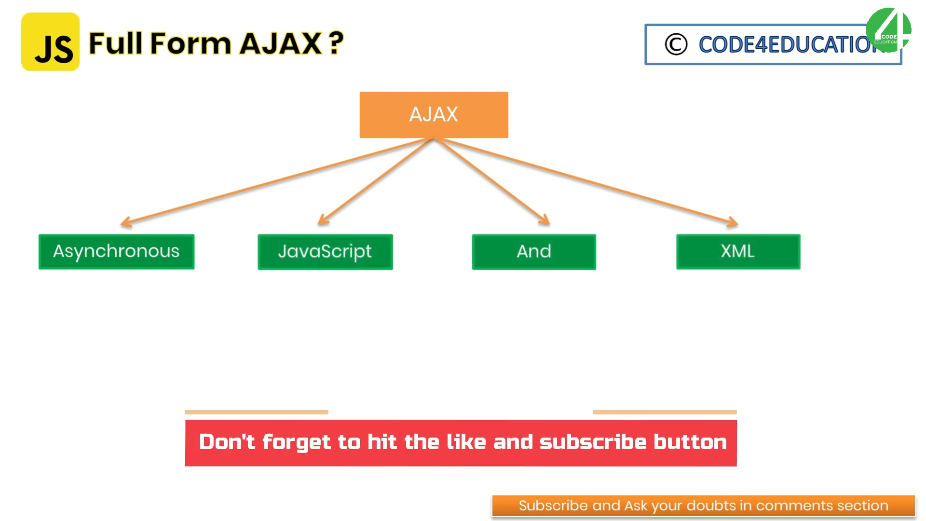 JS Full Form AJAX ?
© CODE4EDUCATION
4
CODE
EDUCATION
AJAX
Asynchronous
JavaScript
And
XML
Don't forget to hit the like and subscribe button
Subscribe and Ask your doubts in comments section